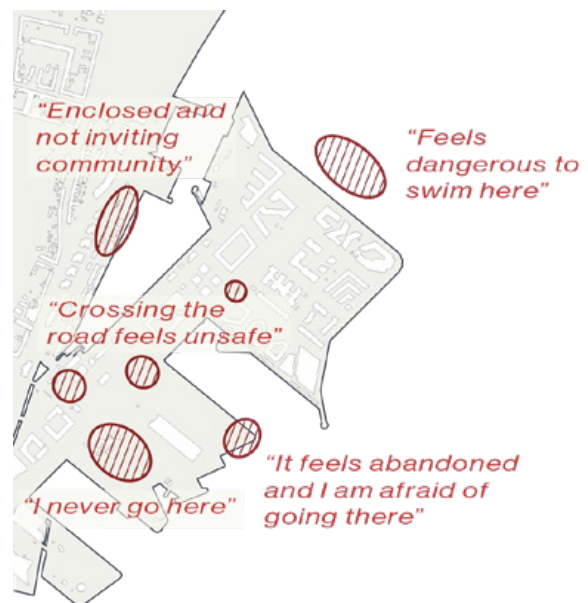 “Enclosed and
not inviting
community”
“Feels
dangerous to
swim here”
“Crossing the
road feels unsafe”
“It feels abandoned
and I am afraid of
going there”
“I never go here”